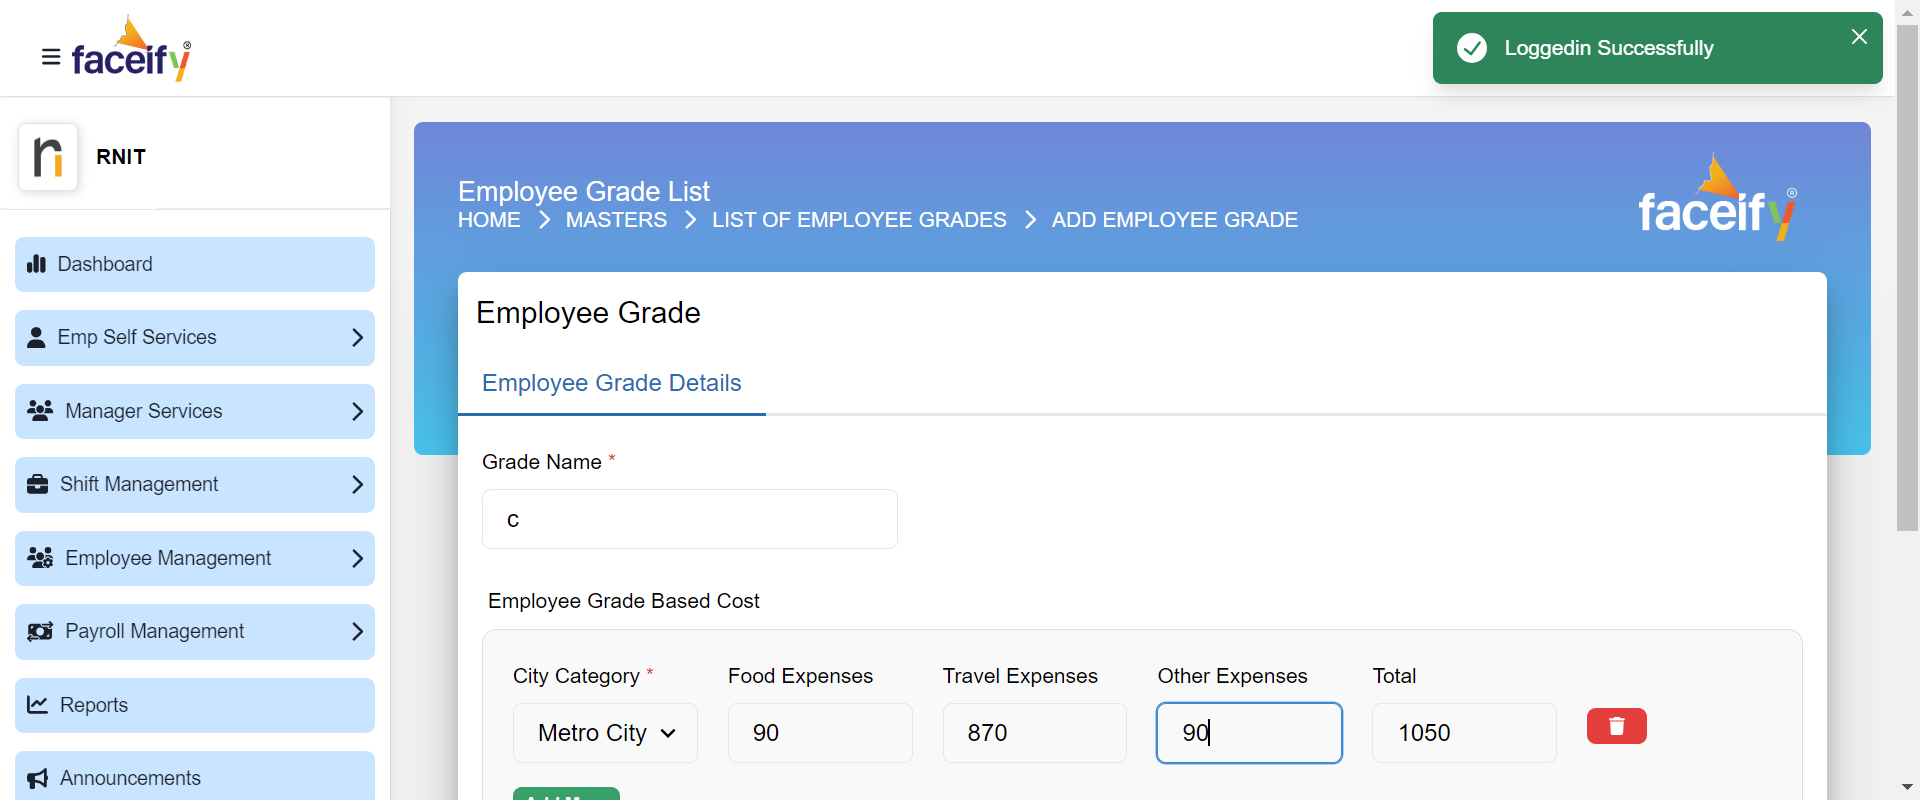 faceify®
Loggedin Successfully
RNIT
Dashboard
Emp Self Services
Manager Services
Shift Management
Employee Management
Payroll Management
Reports
Announcements
Employee Grade List
HOME > MASTERS > LIST OF EMPLOYEE GRADES > ADD EMPLOYEE GRADE
faceify®
Employee Grade
Employee Grade Details
Grade Name *
c
Employee Grade Based Cost
City Category * Food Expenses Travel Expenses Other Expenses Total
Metro City 90 870 90 1050